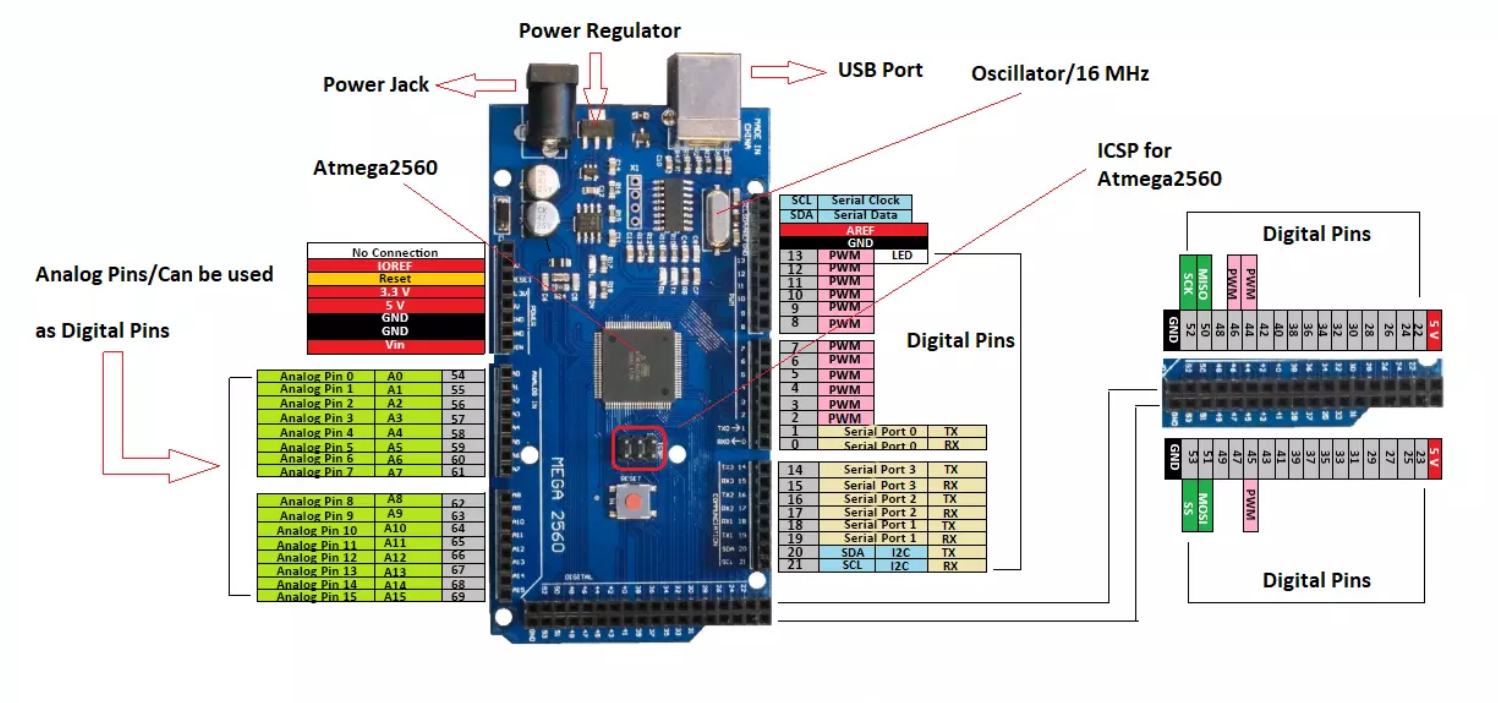 Power Regulator
Power Jack
USB Port
Oscillator/16 MHz
Atmega2560
ICSP for
Atmega2560
MADE IN
CHINA
X1
Analog Pins/Can be used
as Digital Pins
No Connection
IOREF
Reset
3.3 V
5 V
GND
GND
Vin
Analog Pin 0 A0 54
Analog Pin 1 A1 55
Analog Pin 2 A2 56
Analog Pin 3 A3 57
Analog Pin 4 A4 58
Analog Pin 5 A5 59
Analog Pin 6 A6 60
Analog Pin 7 A7 61
Analog Pin 8 A8 62
Analog Pin 9 A9 63
Analog Pin 10 A10 64
Analog Pin 11 A11 65
Analog Pin 12 A12 66
Analog Pin 13 A13 67
Analog Pin 14 A14 68
Analog Pin 15 A15 69
POWER
ANALOG IN
PWM
COMMUNICATION
RESET
MEGA 2560
DIGITAL
SCL Serial Clock
SDA Serial Data
AREF
GND
13 PWM LED
12 PWM
11 PWM
10 PWM
9 PWM
8 PWM
7 PWM
6 PWM
5 PWM
4 PWM
3 PWM
2 PWM
1 Serial Port 0 TX
0 Serial Port 0 RX
14 Serial Port 3 TX
15 Serial Port 3 RX
16 Serial Port 2 TX
17 Serial Port 2 RX
18 Serial Port 1 TX
19 Serial Port 1 RX
20 SDA I2C TX
21 SCL I2C RX
Digital Pins
Digital Pins
SCK MISO PWM PWM
GND 52 50 48 46 44 42 40 38 36 34 32 30 28 26 24 22 5 V
GND 53 51 49 47 45 43 41 39 37 35 33 31 29 27 25 23 5 V
SS MOSI PWM
Digital Pins